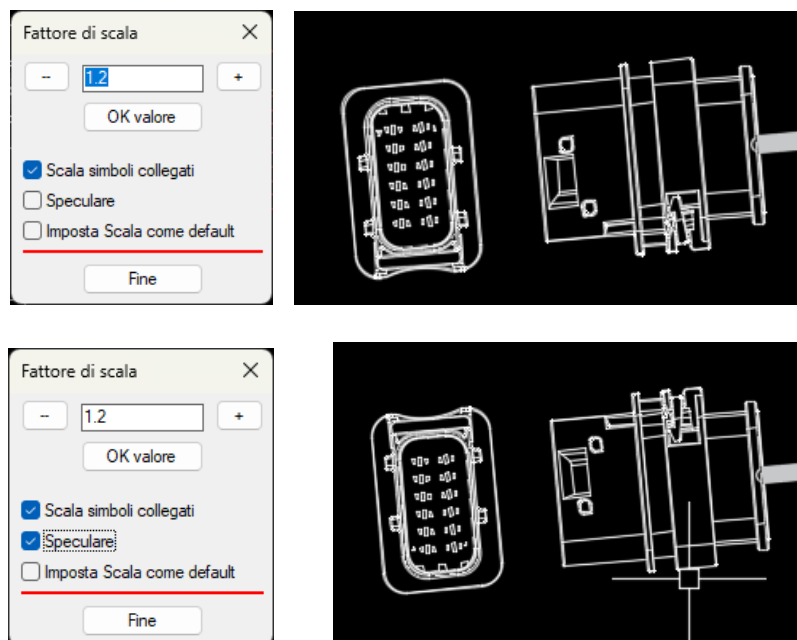 Fattore di scala
-- 1.2 +
OK valore
Scala simboli collegati
Speculare
Imposta Scala come default
Fine
Fattore di scala
-- 1.2 +
OK valore
Scala simboli collegati
Speculare
Imposta Scala come default
Fine